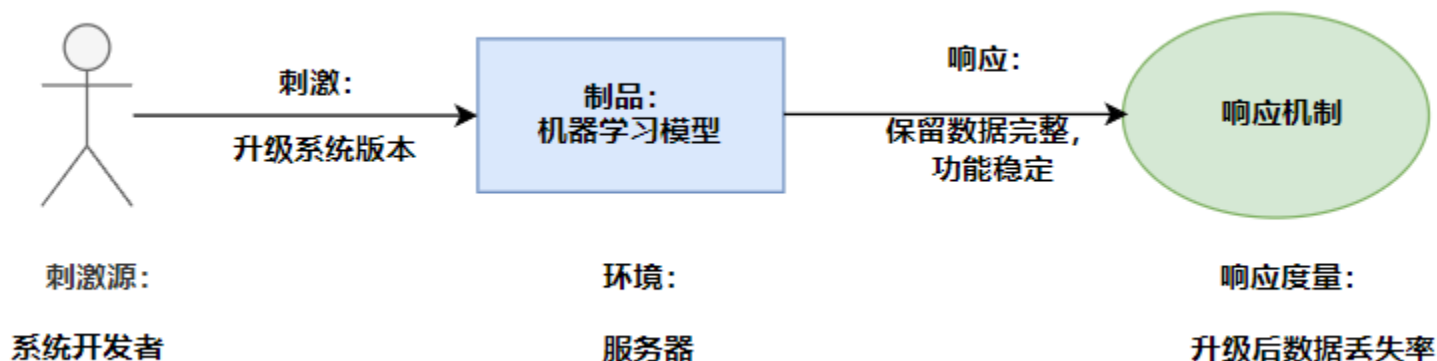 刺激：
升级系统版本
制品：
机器学习模型
响应：
保留数据完整，
功能稳定
响应机制
刺激源：
系统开发者
环境：
服务器
响应度量：
升级后数据丢失率